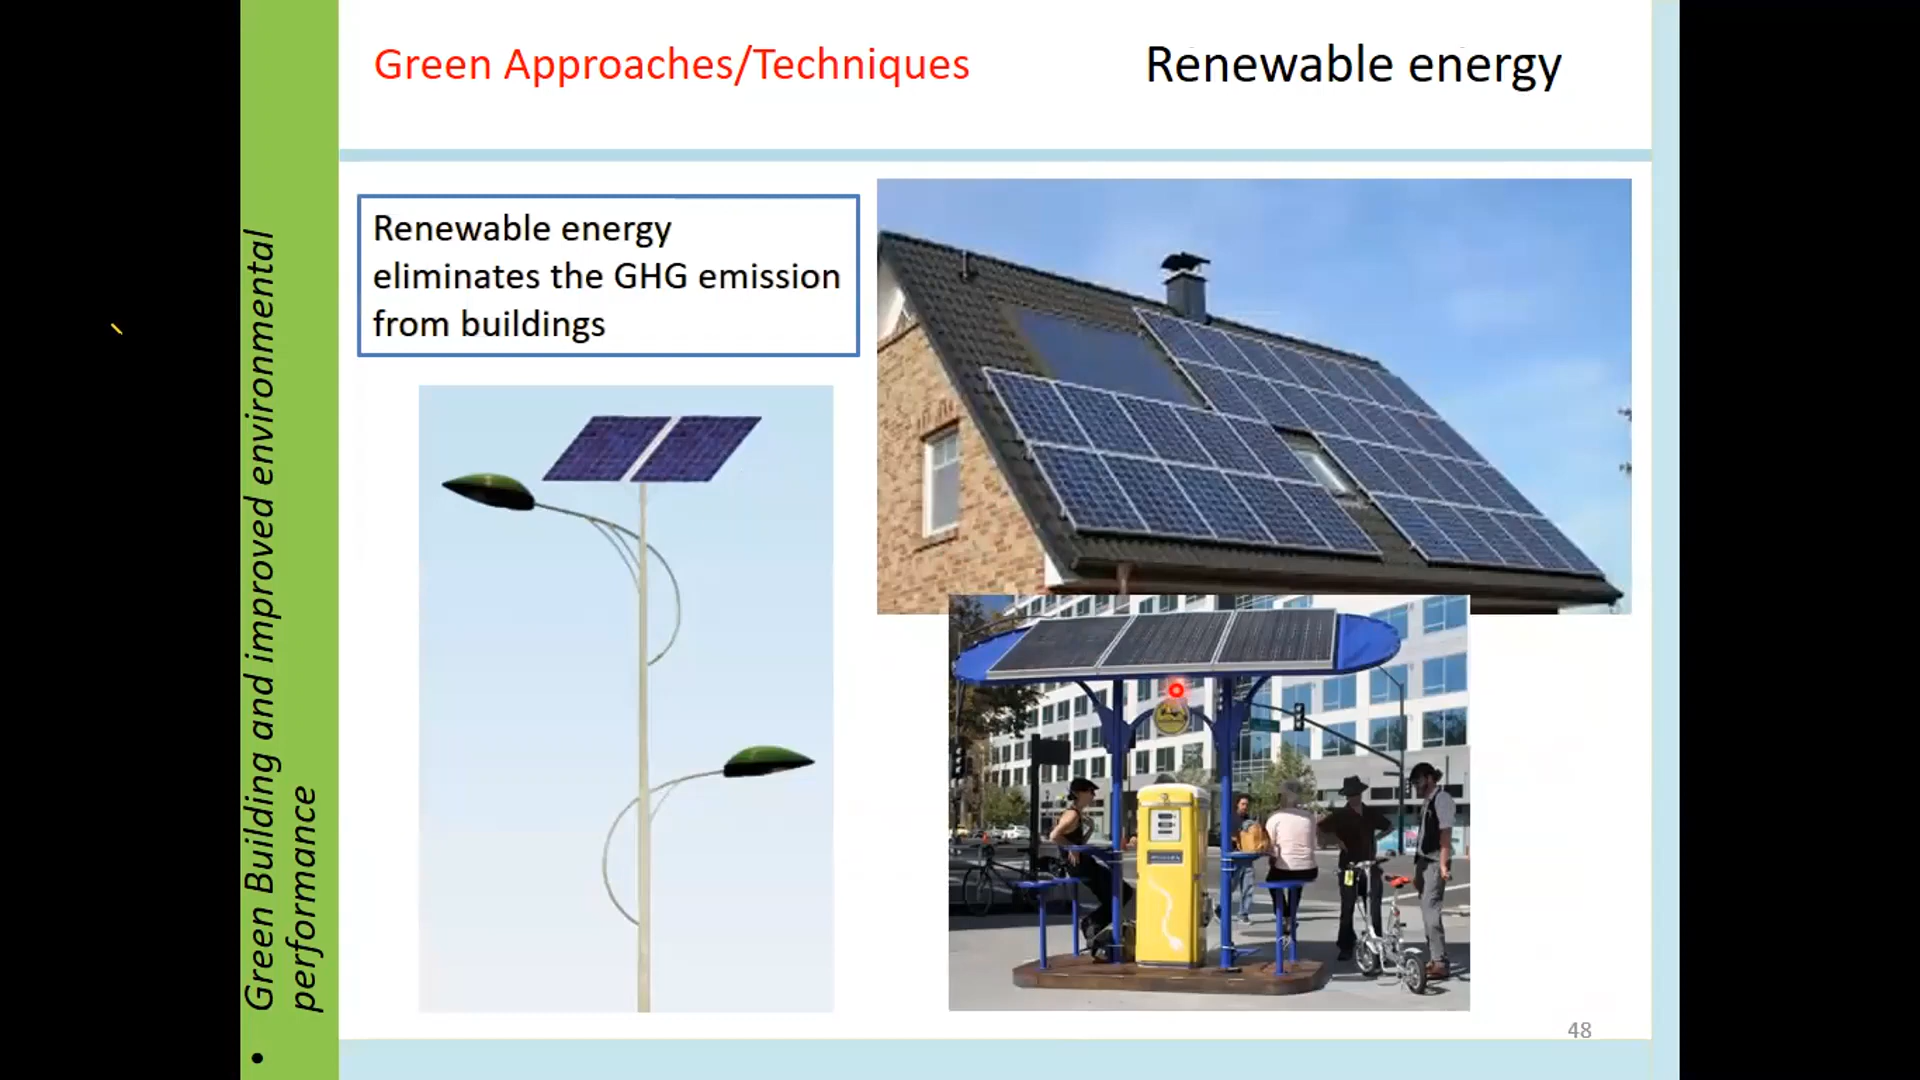 Green Approaches/Techniques
Renewable energy
Renewable energy
eliminates the GHG emission
from buildings
• Green Building and improved environmental
performance
48